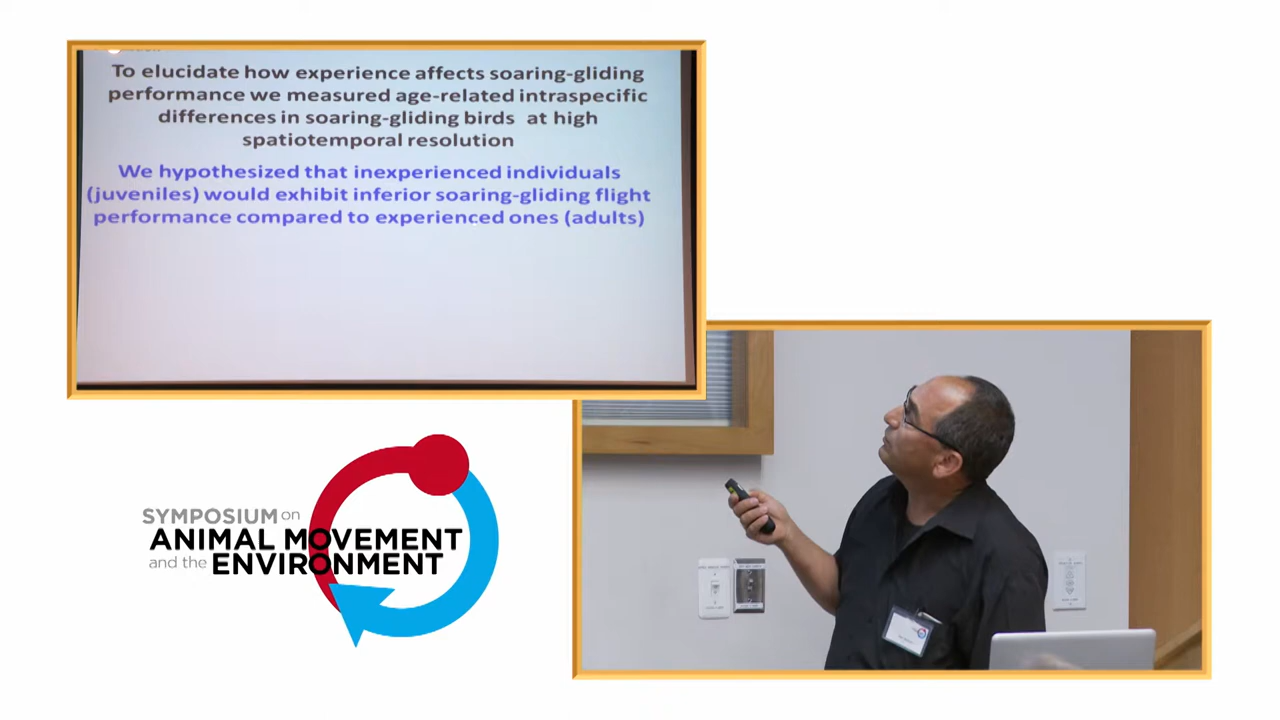 To elucidate how experience affects soaring-gliding
performance we measured age-related intraspecific
differences in soaring-gliding birds at high
spatiotemporal resolution
We hypothesized that inexperienced individuals
(juveniles) would exhibit inferior soaring-gliding flight
performance compared to experienced ones (adults)
SYMPOSIUM on
ANIMAL MOVEMENT
and the ENVIRONMENT